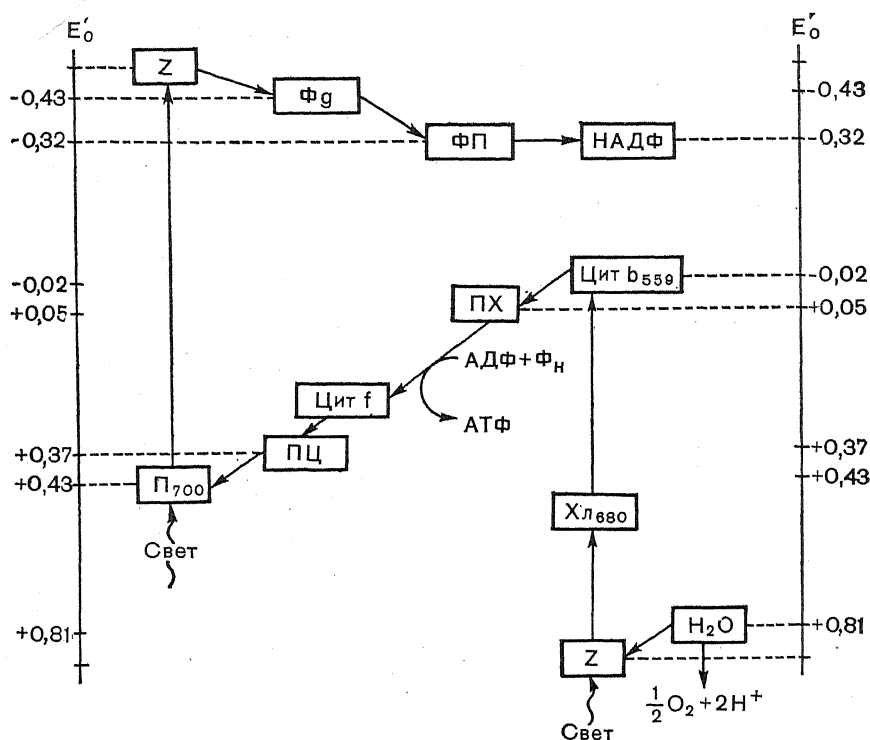 E₀′
E₀′
Z
-0,43
Фg
-0,43
-0,32
ФП
НАДФ
-0,32
-0,02
Цит b₅₅₉
-0,02
+0,05
ПХ
+0,05
АДФ+Фн
Цит f
АТФ
+0,37
ПЦ
+0,37
+0,43
П₇₀₀
+0,43
Хл₆₈₀
Свет
+0,81
H₂O
+0,81
Z
½O₂+2H⁺
Свет